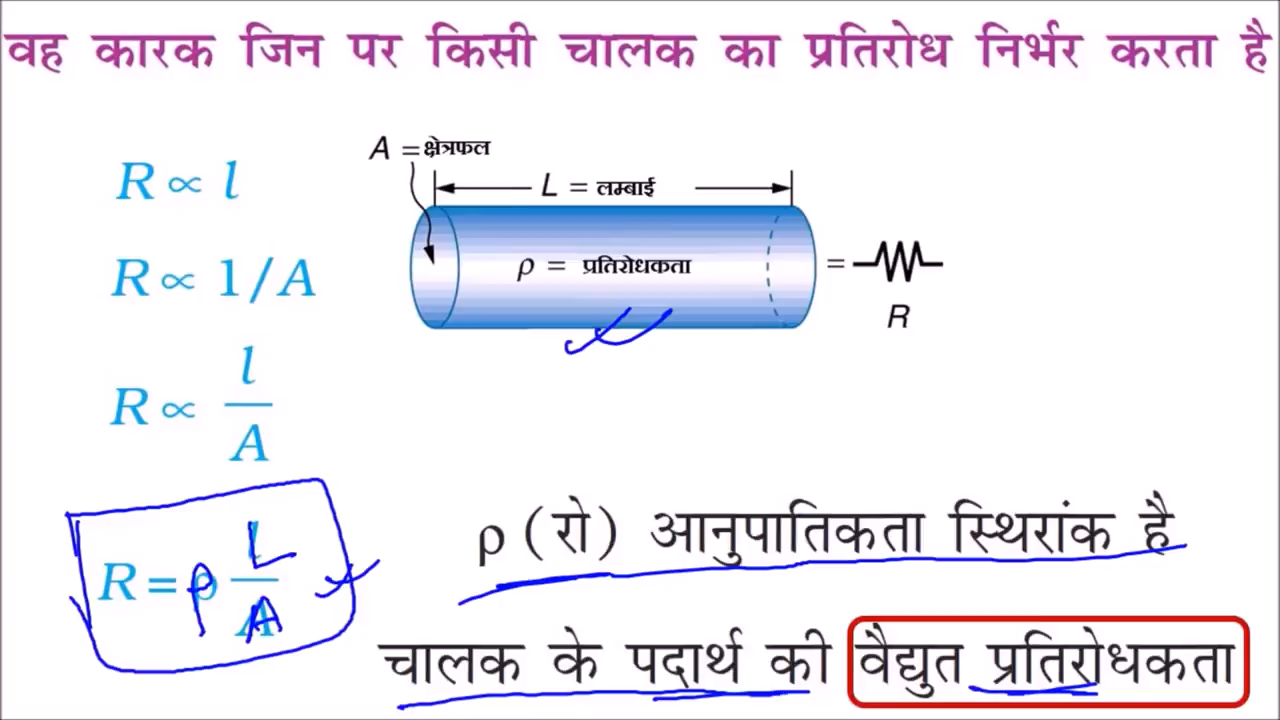 वह कारक जिन पर किसी चालक का प्रतिरोध निर्भर करता है
A = क्षेत्रफल
L = लम्बाई
R ∝ l
ρ = प्रतिरोधकता
=
R
R ∝ 1/A
R ∝ l/A
R = ρ L/A
ρ (रो) आनुपातिकता स्थिरांक है
चालक के पदार्थ की वैद्युत प्रतिरोधकता